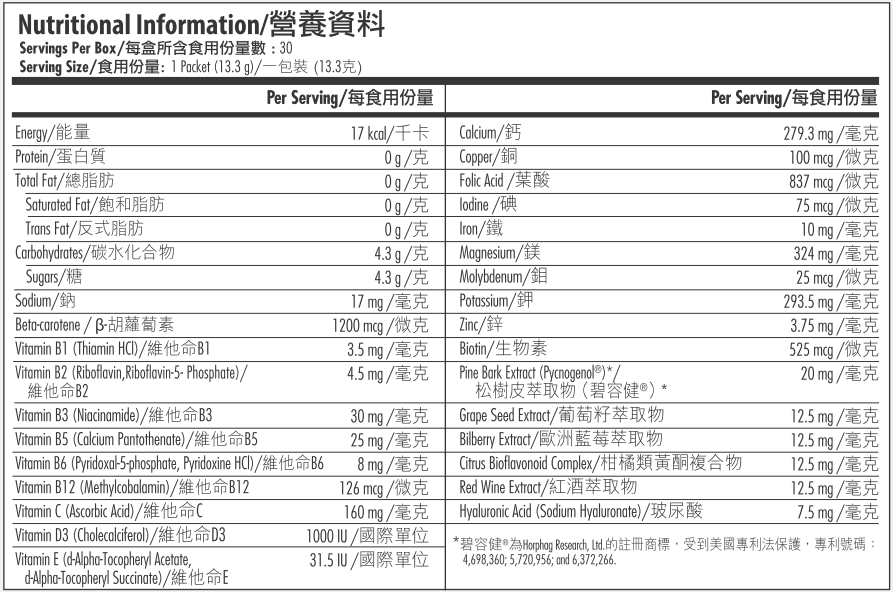 Nutritional Information/營養資料
Servings Per Box/每盒所含食用份量數：30
Serving Size/食用份量: 1 Packet (13.3 g)/一包裝 (13.3克)
Per Serving/每食用份量
Energy/能量 17 kcal/千卡
Protein/蛋白質 0 g/克
Total Fat/總脂肪 0 g/克
Saturated Fat/飽和脂肪 0 g/克
Trans Fat/反式脂肪 0 g/克
Carbohydrates/碳水化合物 4.3 g/克
Sugars/糖 4.3 g/克
Sodium/鈉 17 mg/毫克
Beta-carotene / β-胡蘿蔔素 1200 mcg/微克
Vitamin B1 (Thiamin HCl)/維他命B1 3.5 mg/毫克
Vitamin B2 (Riboflavin,Riboflavin-5- Phosphate)/ 4.5 mg/毫克
維他命B2
Vitamin B3 (Niacinamide)/維他命B3 30 mg/毫克
Vitamin B5 (Calcium Pantothenate)/維他命B5 25 mg/毫克
Vitamin B6 (Pyridoxal-5-phosphate, Pyridoxine HCl)/維他命B6 8 mg/毫克
Vitamin B12 (Methylcobalamin)/維他命B12 126 mcg/微克
Vitamin C (Ascorbic Acid)/維他命C 160 mg/毫克
Vitamin D3 (Cholecalciferol)/維他命D3 1000 IU/國際單位
Vitamin E (d-Alpha-Tocopheryl Acetate, 31.5 IU/國際單位
d-Alpha-Tocopheryl Succinate)/維他命E
Per Serving/每食用份量
Calcium/鈣 279.3 mg/毫克
Copper/銅 100 mcg/微克
Folic Acid /葉酸 837 mcg/微克
Iodine /碘 75 mcg/微克
Iron/鐵 10 mg/毫克
Magnesium/鎂 324 mg/毫克
Molybdenum/鉬 25 mcg/微克
Potassium/鉀 293.5 mg/毫克
Zinc/鋅 3.75 mg/毫克
Biotin/生物素 525 mcg/微克
Pine Bark Extract (Pycnogenol®)*/ 20 mg/毫克
松樹皮萃取物（碧容健®）*
Grape Seed Extract/葡萄籽萃取物 12.5 mg/毫克
Bilberry Extract/歐洲藍莓萃取物 12.5 mg/毫克
Citrus Bioflavonoid Complex/柑橘類黃酮複合物 12.5 mg/毫克
Red Wine Extract/紅酒萃取物 12.5 mg/毫克
Hyaluronic Acid (Sodium Hyaluronate)/玻尿酸 7.5 mg/毫克
*碧容健®為Horphag Research, Ltd.的註冊商標，受到美國專利法保護，專利號碼：
4,698,360; 5,720,956; and 6,372,266.